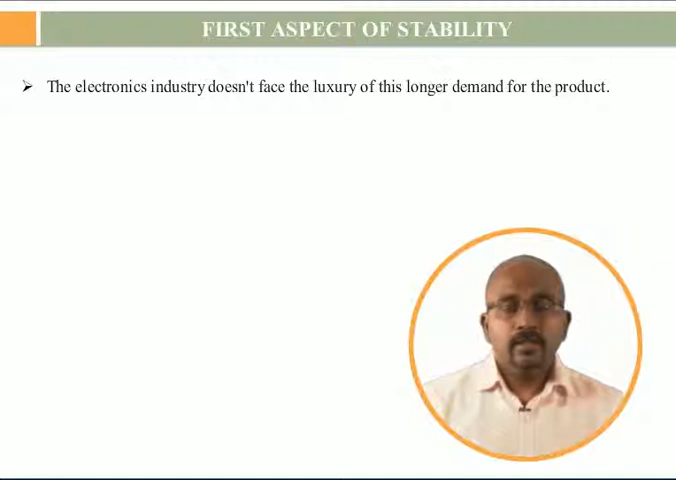 FIRST ASPECT OF STABILITY
The electronics industry doesn't face the luxury of this longer demand for the product.